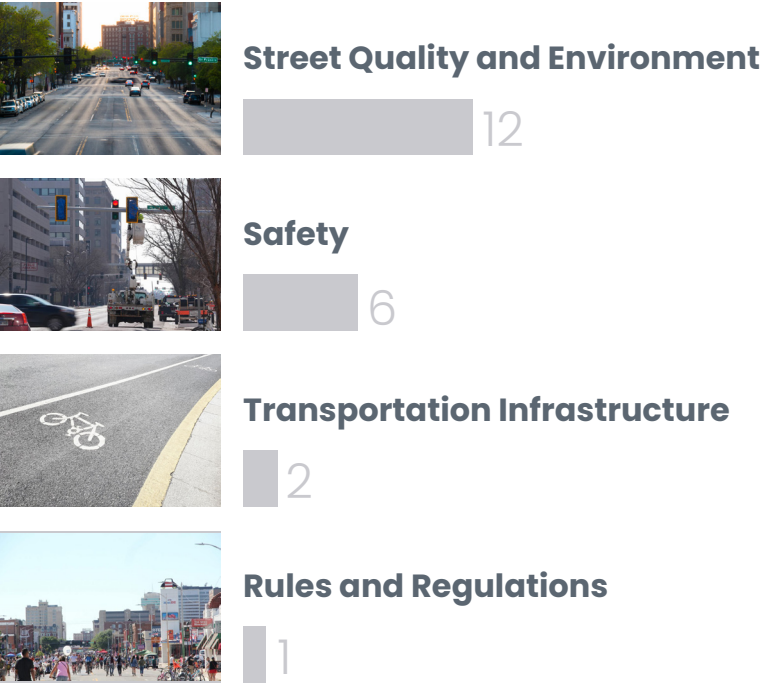 Street Quality and Environment
12
Safety
6
Transportation Infrastructure
2
Rules and Regulations
1